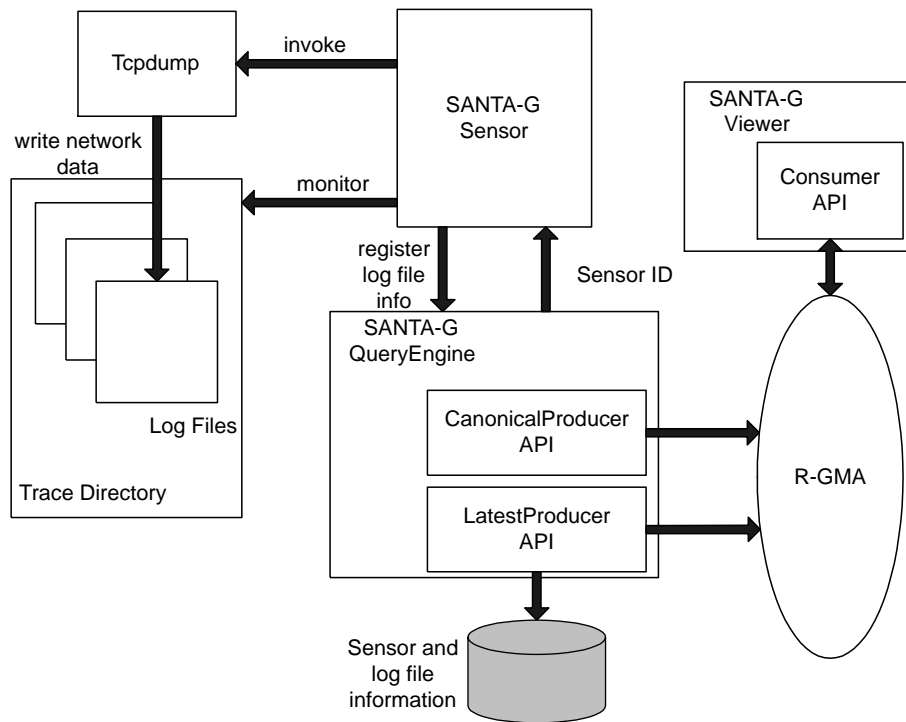 Tcpdump
invoke
SANTA-G
Sensor
SANTA-G
Viewer
Consumer
API
write network
data
monitor
register
log file
info
Sensor ID
SANTA-G
QueryEngine
CanonicalProducer
API
Log Files
Trace Directory
LatestProducer
API
R-GMA
Sensor and
log file
information